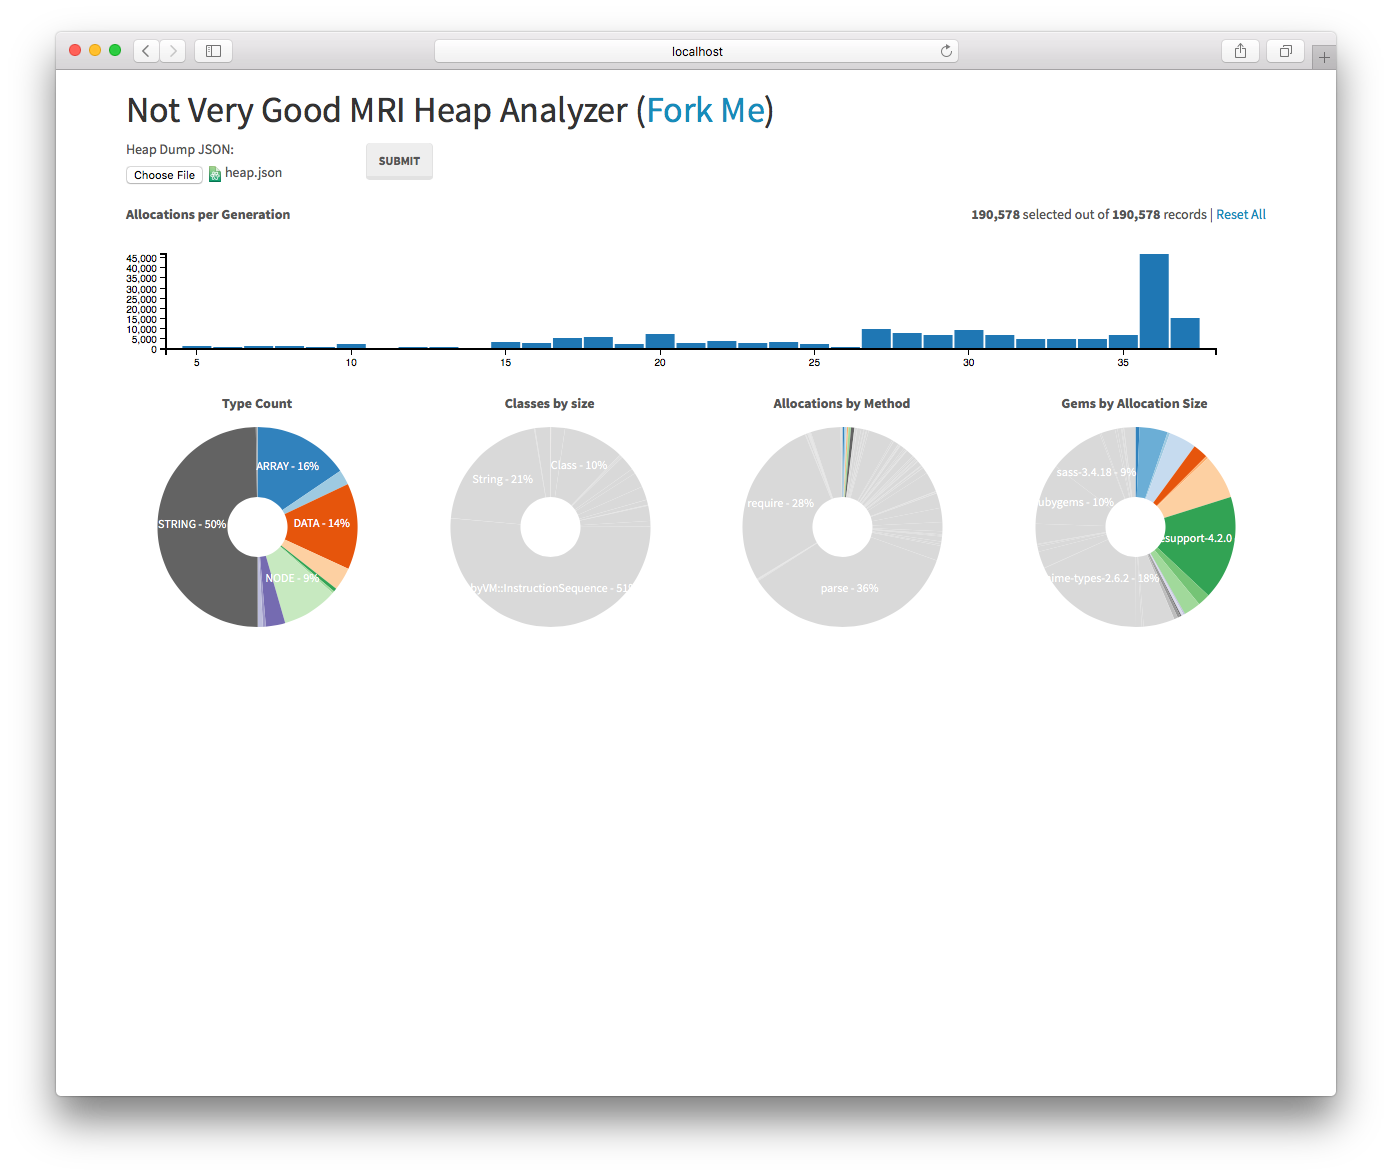 localhost
Not Very Good MRI Heap Analyzer (Fork Me)
Heap Dump JSON:
Choose File heap.json
SUBMIT
Allocations per Generation
190,578 selected out of 190,578 records | Reset All
45,000
40,000
35,000
30,000
25,000
20,000
15,000
10,000
5,000
0
5 10 15 20 25 30 35
Type Count
ARRAY - 16%
STRING - 50%
DATA - 14%
NODE - 9%
Classes by size
Class - 10%
String - 21%
byVM::InstructionSequence - 51
Allocations by Method
require - 28%
parse - 36%
Gems by Allocation Size
sass-3.4.18 - 9%
ubygems - 10%
esupport-4.2.0
ime-types-2.6.2 - 18%